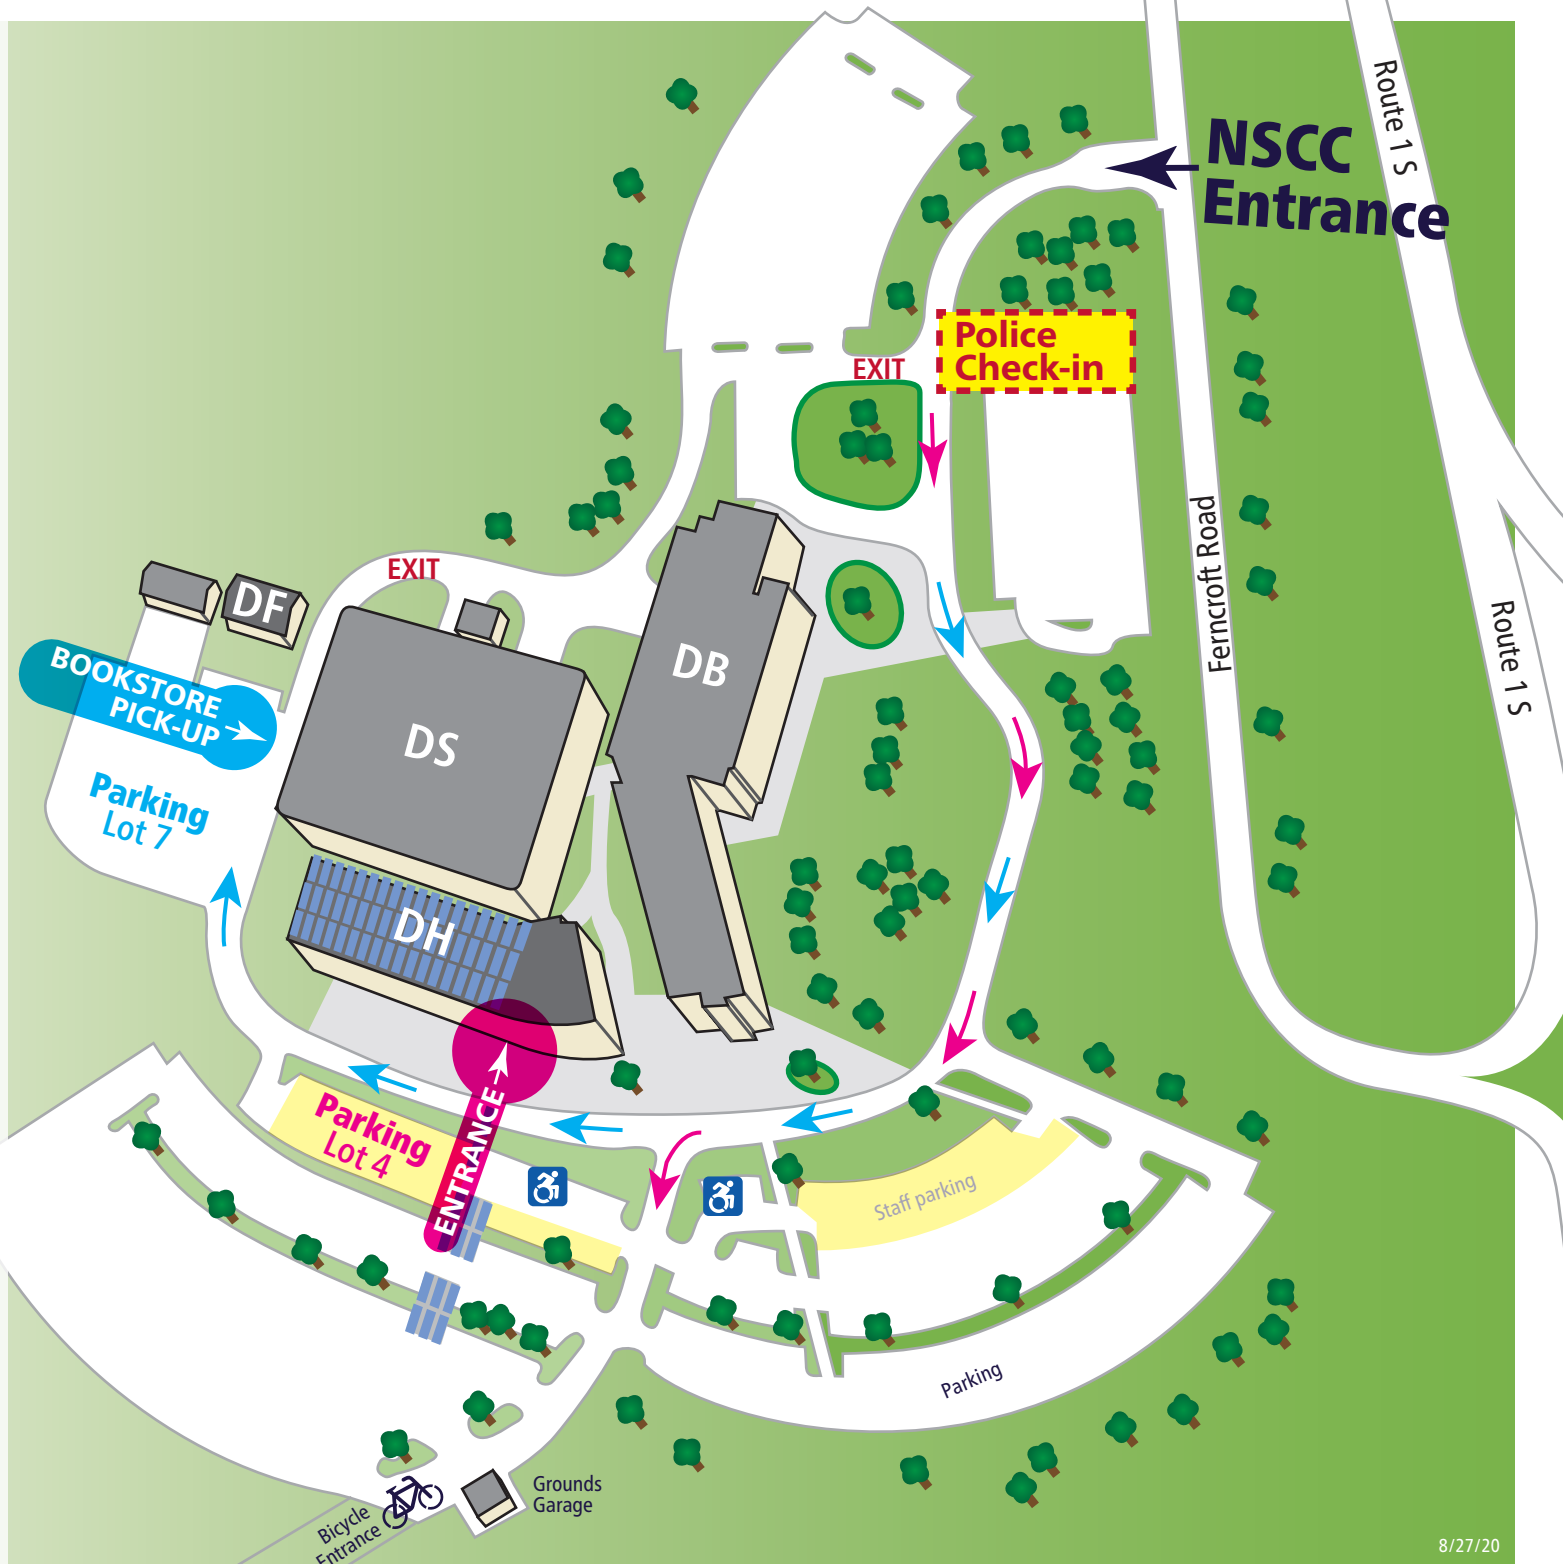 Route 1 S
NSCC
Entrance
Police
Check-in
EXIT
Ferncroft Road
EXIT
DF
DB
Route 1 S
BOOKSTORE
PICK-UP
DS
Parking
Lot 7
DH
Parking
Lot 4
ENTRANCE
Staff parking
Parking
Grounds
Garage
Bicycle
Entrance
8/27/20